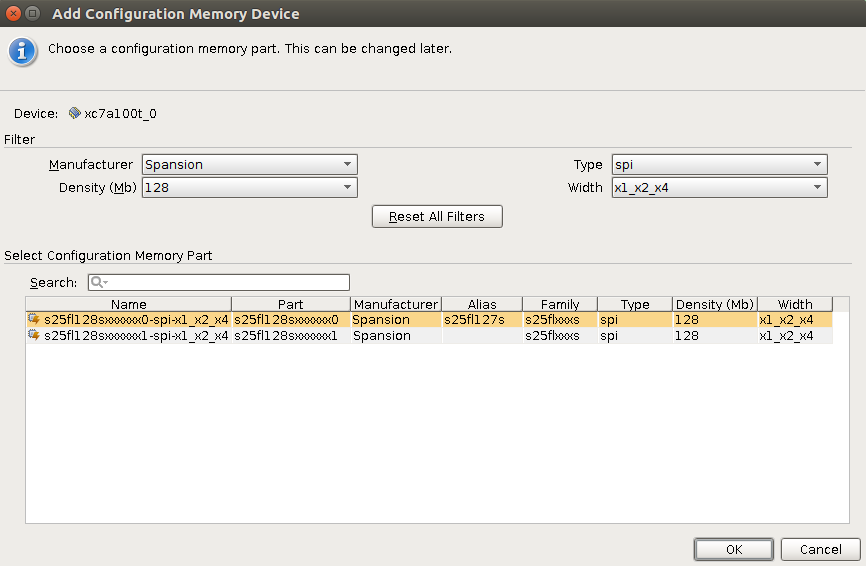 Add Configuration Memory Device
Choose a configuration memory part. This can be changed later.
Device: xc7a100t_0
Filter
Manufacturer Spansion Type spi
Density (Mb) 128 Width x1_x2_x4
Reset All Filters
Select Configuration Memory Part
Search:
Name Part Manufacturer Alias Family Type Density (Mb) Width
s25fl128sxxxxxx0-spi-x1_x2_x4 s25fl128sxxxxxx0 Spansion s25fl127s s25flxxxs spi 128 x1_x2_x4
s25fl128sxxxxxx1-spi-x1_x2_x4 s25fl128sxxxxxx1 Spansion s25flxxxs spi 128 x1_x2_x4
OK Cancel